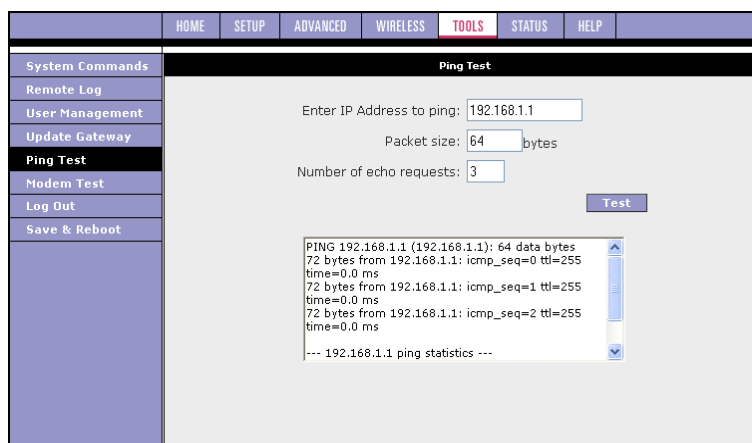 HOME SETUP ADVANCED WIRELESS TOOLS STATUS HELP
System Commands
Remote Log
User Management
Update Gateway
Ping Test
Modem Test
Log Out
Save & Reboot
Ping Test
Enter IP Address to ping: 192.168.1.1
Packet size: 64 bytes
Number of echo requests: 3
Test
PING 192.168.1.1 (192.168.1.1): 64 data bytes
72 bytes from 192.168.1.1: icmp_seq=0 ttl=255
time=0.0 ms
72 bytes from 192.168.1.1: icmp_seq=1 ttl=255
time=0.0 ms
72 bytes from 192.168.1.1: icmp_seq=2 ttl=255
time=0.0 ms
--- 192.168.1.1 ping statistics ---